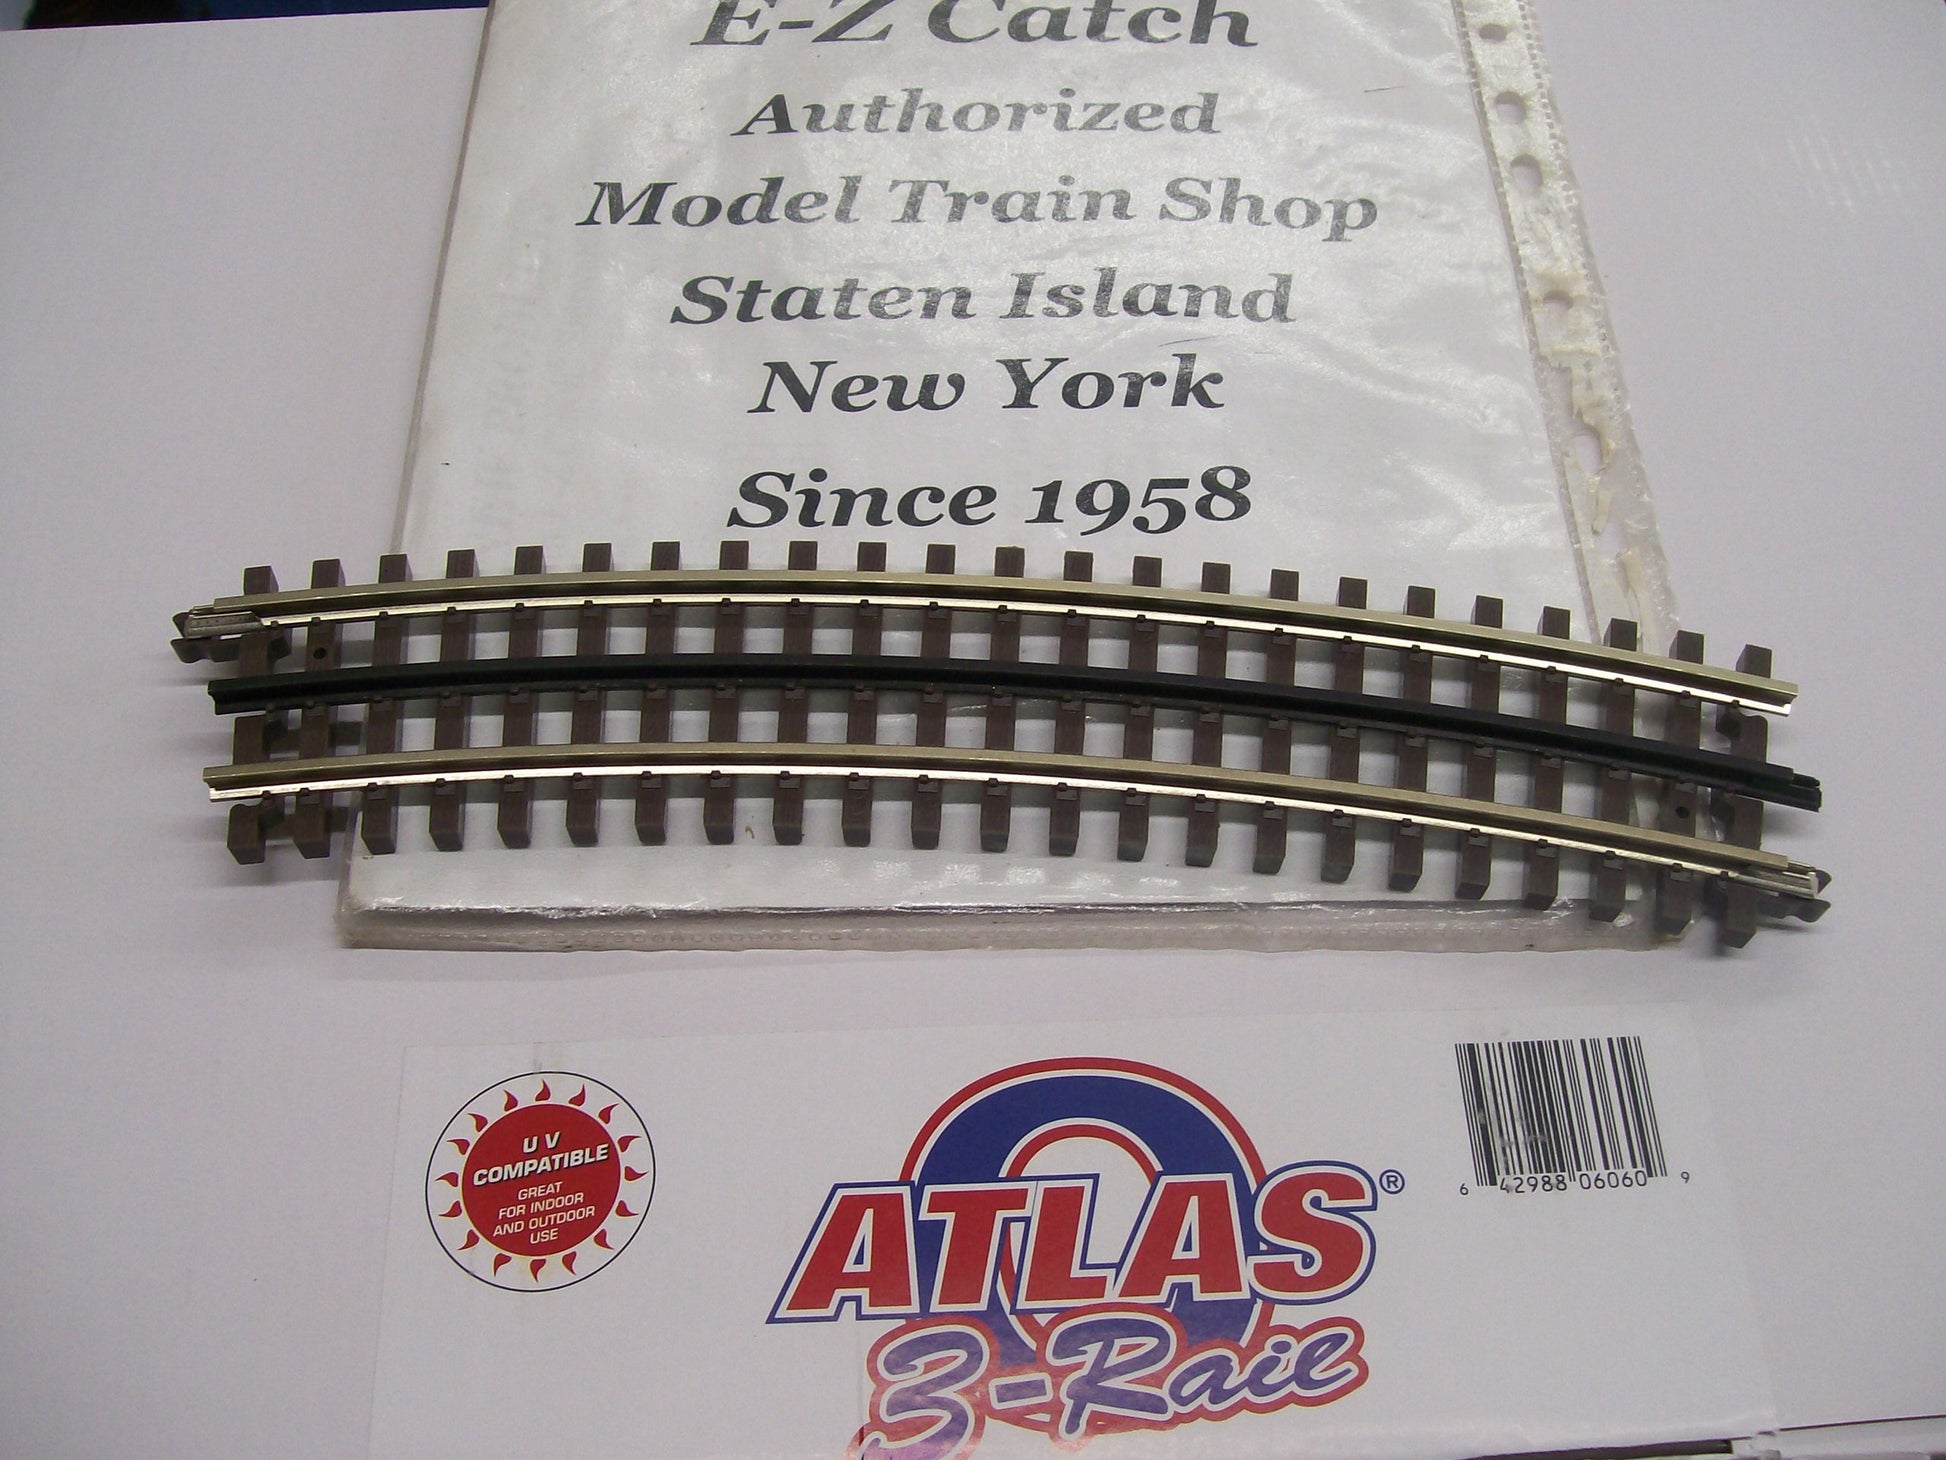 E-Z Catch
Authorized
Model Train Shop
Staten Island
New York
Since 1958
U V
COMPATIBLE
GREAT
FOR INDOOR
AND OUTDOOR
USE
ATLAS®
3-Rail
6 42988 06060 9